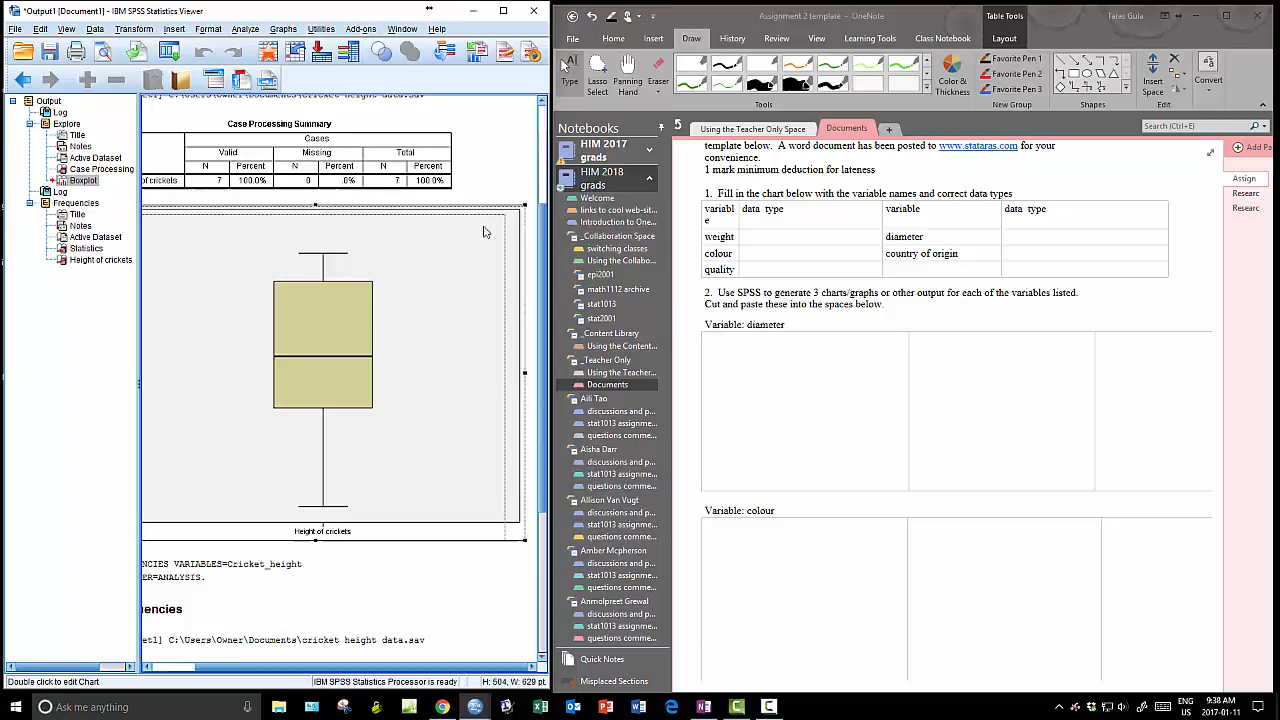 *Output1 [Document1] - IBM SPSS Statistics Viewer
File Edit View Data Transform Insert Format Analyze Graphs Utilities Add-ons Window Help
Output
Log
Explore
Title
Notes
Active Dataset
Case Processing
Boxplot
Log
Frequencies
Title
Notes
Active Dataset
Statistics
Height of crickets
Case Processing Summary
Cases
Valid Missing Total
N Percent N Percent N Percent
of crickets 7 100.0% 0 .0% 7 100.0%
Height of crickets
NCIES VARIABLES=Cricket_height
ER=ANALYSIS.
uencies
et1] C:\Users\Owner\Documents\cricket height data.sav
Double click to edit Chart
IBM SPSS Statistics Processor is ready
H: 504, W: 629 pt.
Assignment 2 template - OneNote
Table Tools
Taras Gula
File Home Insert Draw History Review View Learning Tools Class Notebook Layout
Type
Lasso Select
Panning Hand
Eraser
Tools
Color & Thickness
Favorite Pen 1
Favorite Pen 2
Favorite Pen 3
New Group
Shapes
Insert Space
Edit
Convert
Notebooks
Using the Teacher Only Space
Documents
Search (Ctrl+E)
HIM 2017 grads
HIM 2018 grads
Welcome
links to cool web-sit...
Introduction to One...
_Collaboration Space
switching classes
Using the Collabo...
epi2001
math1112 archive
stat1013
stat2001
_Content Library
Using the Content...
_Teacher Only
Using the Teacher...
Documents
Aili Tao
discussions and p...
stat1013 assignme...
questions comme...
Aisha Darr
discussions and p...
stat1013 assignme...
questions comme...
Allison Van Vugt
discussions and p...
stat1013 assignme...
questions comme...
Amber Mcpherson
discussions and p...
stat1013 assignme...
questions comme...
Anmolpreet Grewal
discussions and p...
stat1013 assignme...
questions comme...
Quick Notes
Misplaced Sections
template below. A word document has been posted to www.stataras.com for your
convenience.
1 mark minimum deduction for lateness
1. Fill in the chart below with the variable names and correct data types
variable data type variable data type
weight diameter
colour country of origin
quality
2. Use SPSS to generate 3 charts/graphs or other output for each of the variables listed.
Cut and paste these into the spaces below.
Variable: diameter
Variable: colour
Add Pa
Assign
Researc
Researc
Ask me anything
ENG
US
9:38 AM
2017-01-11